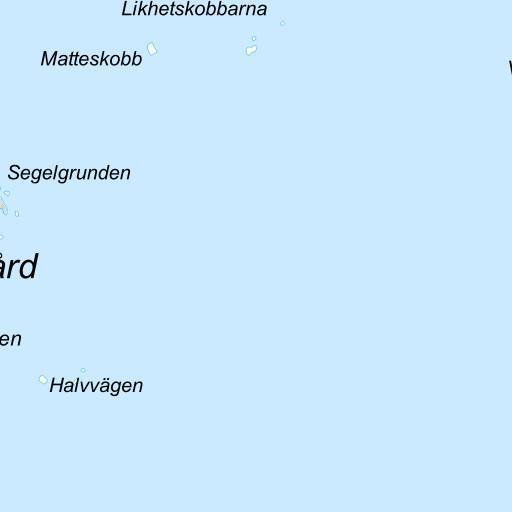 Likhetskobbarna
Matteskobb
Segelgrunden
ård
en
Halvvägen